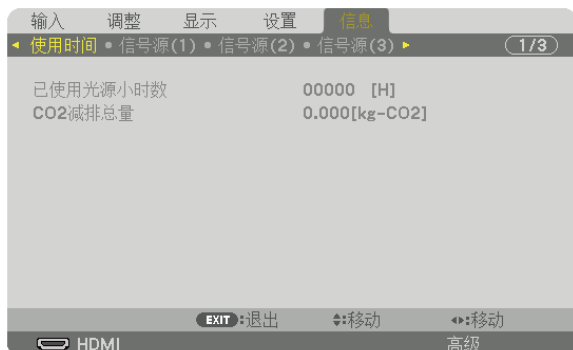 输入 调整 显示 设置 信息
使用时间 • 信号源(1) • 信号源(2) • 信号源(3) 1/3
已使用光源小时数 00000 [H]
CO2减排总量 0.000[kg-CO2]
EXIT:退出 :移动 :移动
HDMI 高级